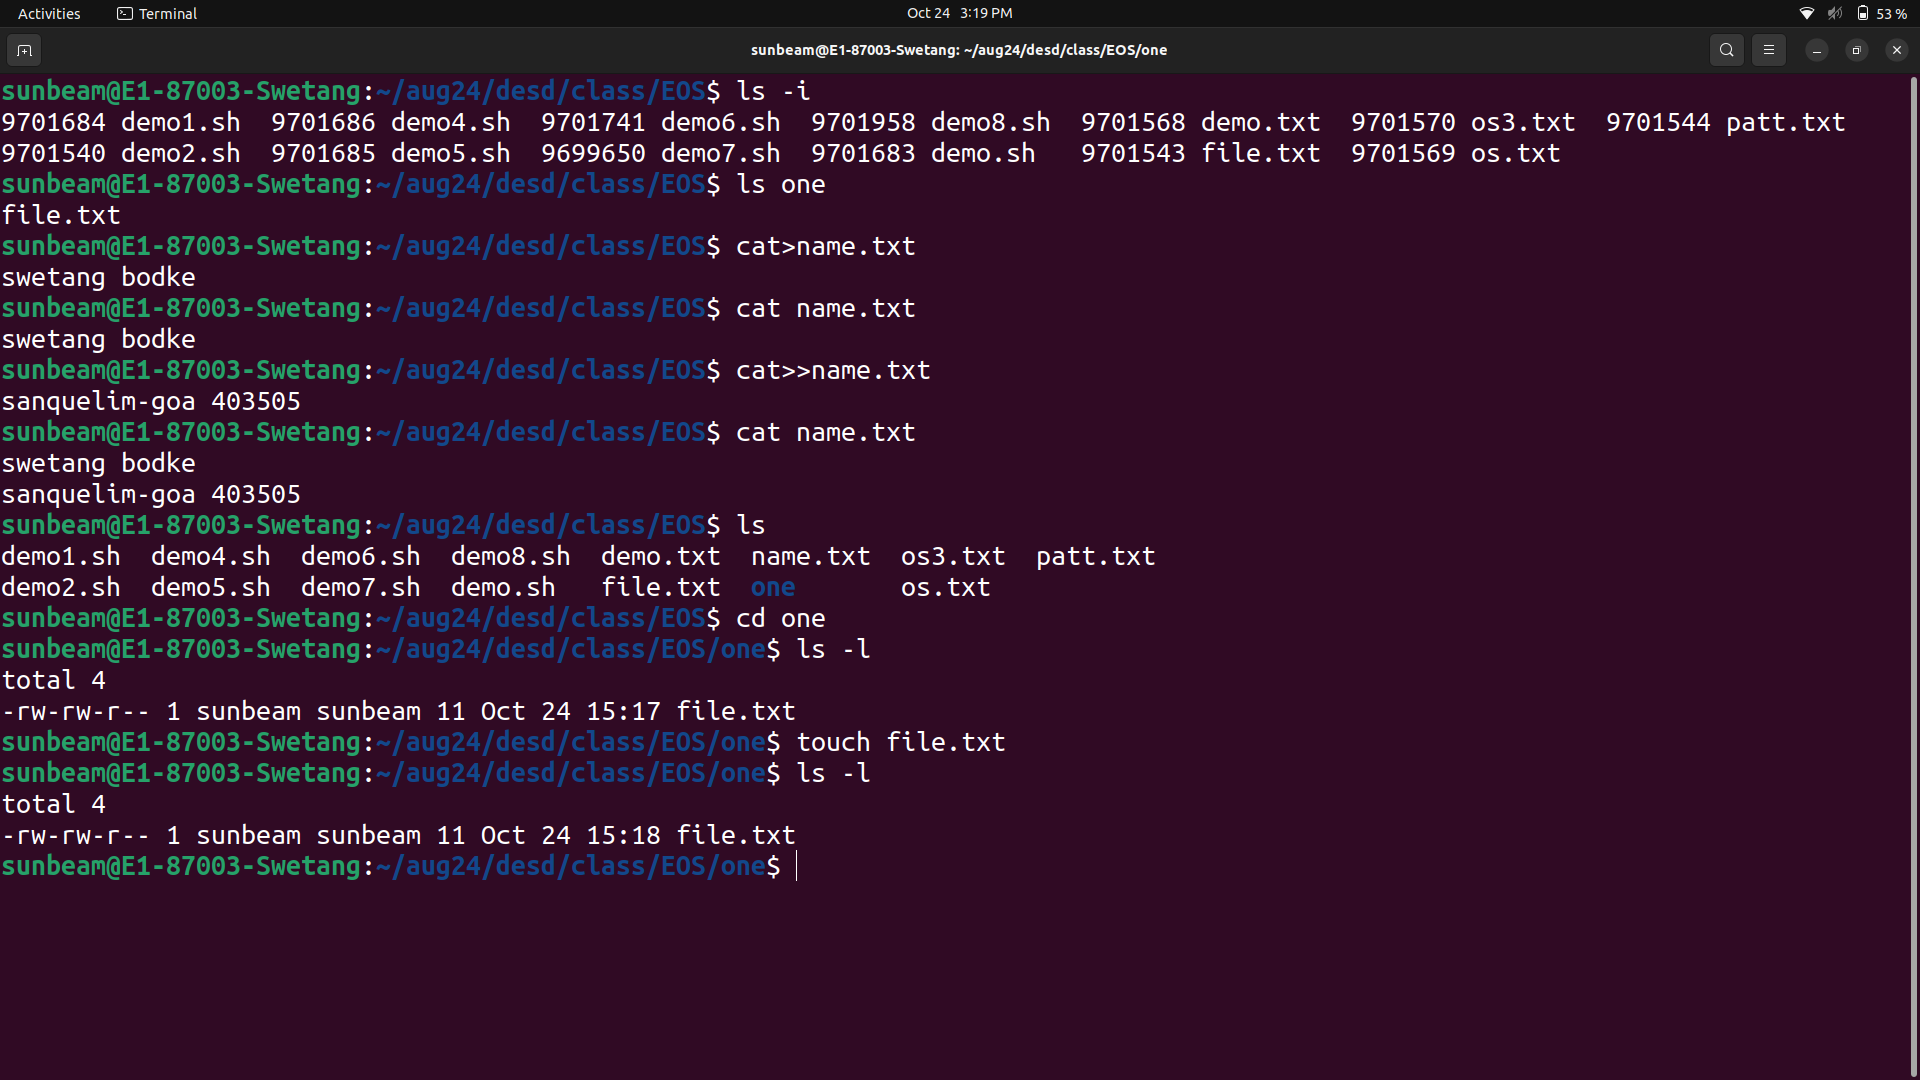 Activities Terminal Oct 24 3:19 PM 53 %
sunbeam@E1-87003-Swetang: ~/aug24/desd/class/EOS/one
sunbeam@E1-87003-Swetang:~/aug24/desd/class/EOS$ ls -i
9701684 demo1.sh  9701686 demo4.sh  9701741 demo6.sh  9701958 demo8.sh  9701568 demo.txt  9701570 os3.txt  9701544 patt.txt
9701540 demo2.sh  9701685 demo5.sh  9699650 demo7.sh  9701683 demo.sh   9701543 file.txt  9701569 os.txt
sunbeam@E1-87003-Swetang:~/aug24/desd/class/EOS$ ls one
file.txt
sunbeam@E1-87003-Swetang:~/aug24/desd/class/EOS$ cat>name.txt
swetang bodke
sunbeam@E1-87003-Swetang:~/aug24/desd/class/EOS$ cat name.txt
swetang bodke
sunbeam@E1-87003-Swetang:~/aug24/desd/class/EOS$ cat>>name.txt
sanquelim-goa 403505
sunbeam@E1-87003-Swetang:~/aug24/desd/class/EOS$ cat name.txt
swetang bodke
sanquelim-goa 403505
sunbeam@E1-87003-Swetang:~/aug24/desd/class/EOS$ ls
demo1.sh  demo4.sh  demo6.sh  demo8.sh  demo.txt  name.txt  os3.txt  patt.txt
demo2.sh  demo5.sh  demo7.sh  demo.sh   file.txt  one       os.txt
sunbeam@E1-87003-Swetang:~/aug24/desd/class/EOS$ cd one
sunbeam@E1-87003-Swetang:~/aug24/desd/class/EOS/one$ ls -l
total 4
-rw-rw-r-- 1 sunbeam sunbeam 11 Oct 24 15:17 file.txt
sunbeam@E1-87003-Swetang:~/aug24/desd/class/EOS/one$ touch file.txt
sunbeam@E1-87003-Swetang:~/aug24/desd/class/EOS/one$ ls -l
total 4
-rw-rw-r-- 1 sunbeam sunbeam 11 Oct 24 15:18 file.txt
sunbeam@E1-87003-Swetang:~/aug24/desd/class/EOS/one$